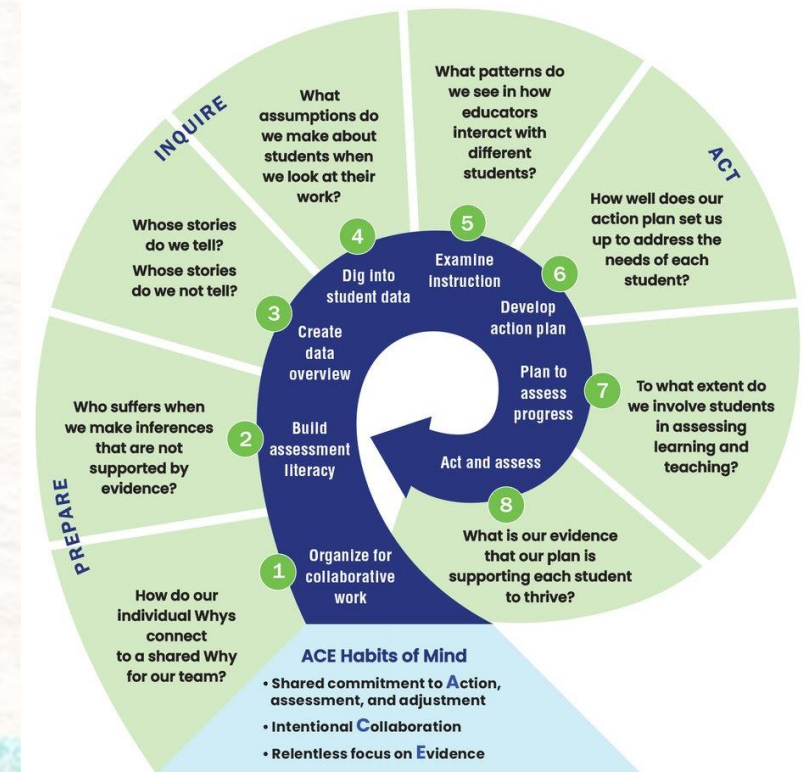 PREPARE
1
Organize for
collaborative
work
How do our
individual Whys
connect
to a shared Why
for our team?
2
Build
assessment
literacy
Who suffers when
we make inferences
that are not
supported by
evidence?
INQUIRE
3
Create
data
overview
Whose stories
do we tell?
Whose stories
do we not tell?
4
Dig into
student data
What
assumptions do
we make about
students when
we look at their
work?
5
Examine
instruction
What patterns do
we see in how
educators
interact with
different
students?
ACT
6
Develop
action plan
How well does our
action plan set us
up to address the
needs of each
student?
7
Plan to
assess
progress
To what extent do
we involve students
in assessing
learning and
teaching?
8
Act and assess
What is our evidence
that our plan is
supporting each student
to thrive?
ACE Habits of Mind
• Shared commitment to Action,
assessment, and adjustment
• Intentional Collaboration
• Relentless focus on Evidence